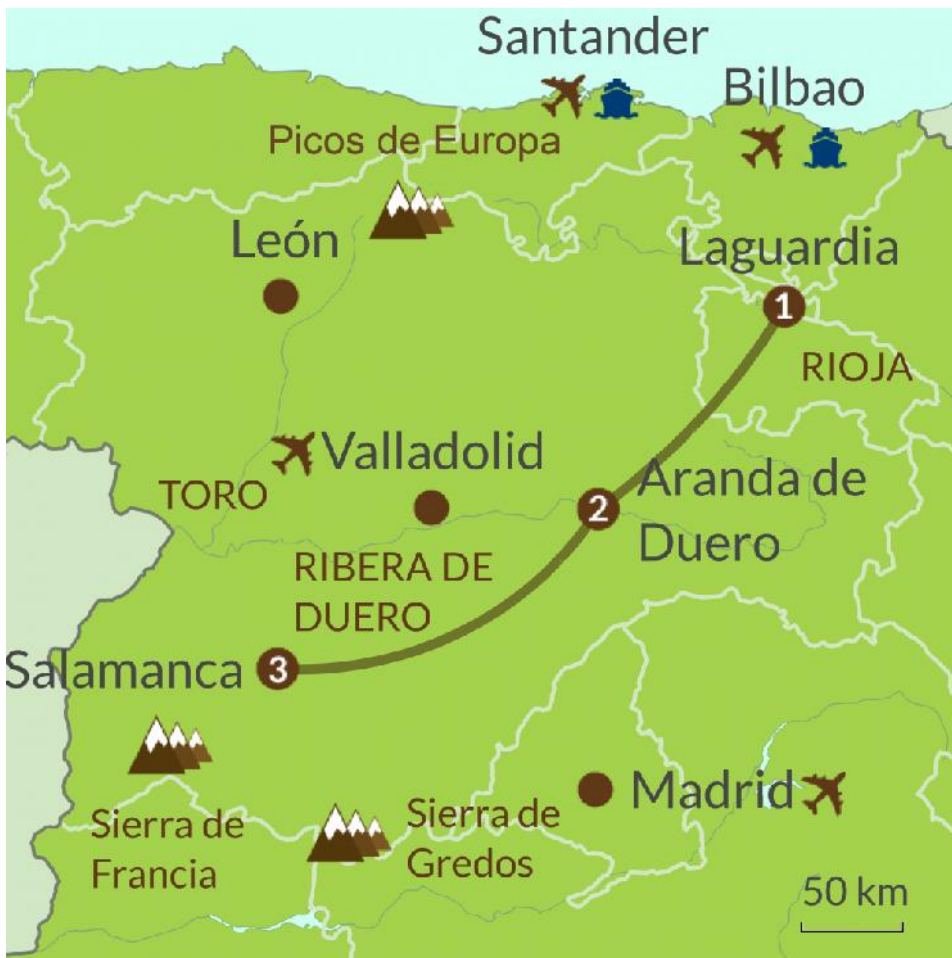 Santander
Bilbao
Picos de Europa
León
Laguardia
1
RIOJA
Valladolid
TORO
2
Aranda de
Duero
RIBERA DE
DUERO
Salamanca
3
Madrid
Sierra de
Francia
Sierra de
Gredos
50 km